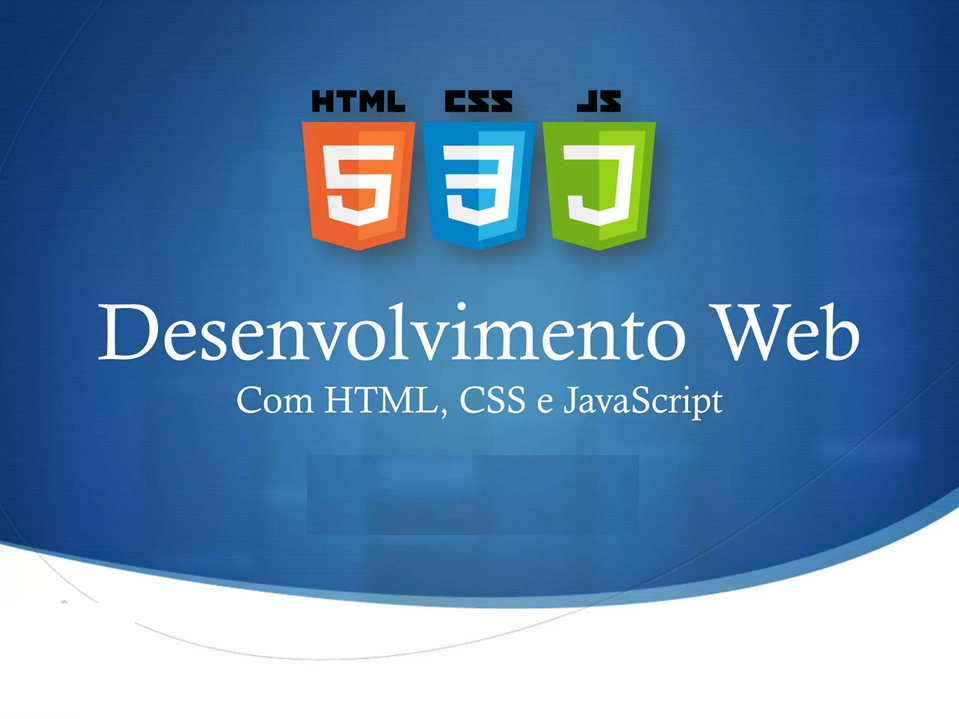 HTML CSS JS
5 3 J
Desenvolvimento Web
Com HTML, CSS e JavaScript